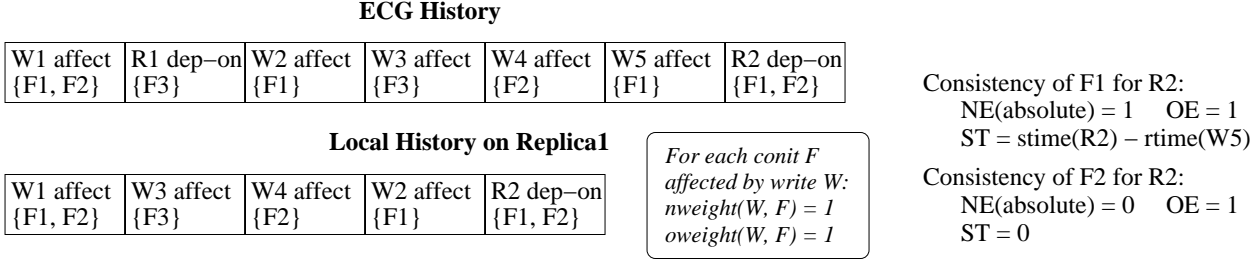 ECG History
W1 affect R1 dep−on W2 affect W3 affect W4 affect W5 affect R2 dep−on
{F1, F2} {F3} {F1} {F3} {F2} {F1} {F1, F2}
Local History on Replica1
W1 affect W3 affect W4 affect W2 affect R2 dep−on
{F1, F2} {F3} {F2} {F1} {F1, F2}
For each conit F
affected by write W:
nweight(W, F) = 1
oweight(W, F) = 1
Consistency of F1 for R2:
NE(absolute) = 1 OE = 1
ST = stime(R2) − rtime(W5)
Consistency of F2 for R2:
NE(absolute) = 0 OE = 1
ST = 0